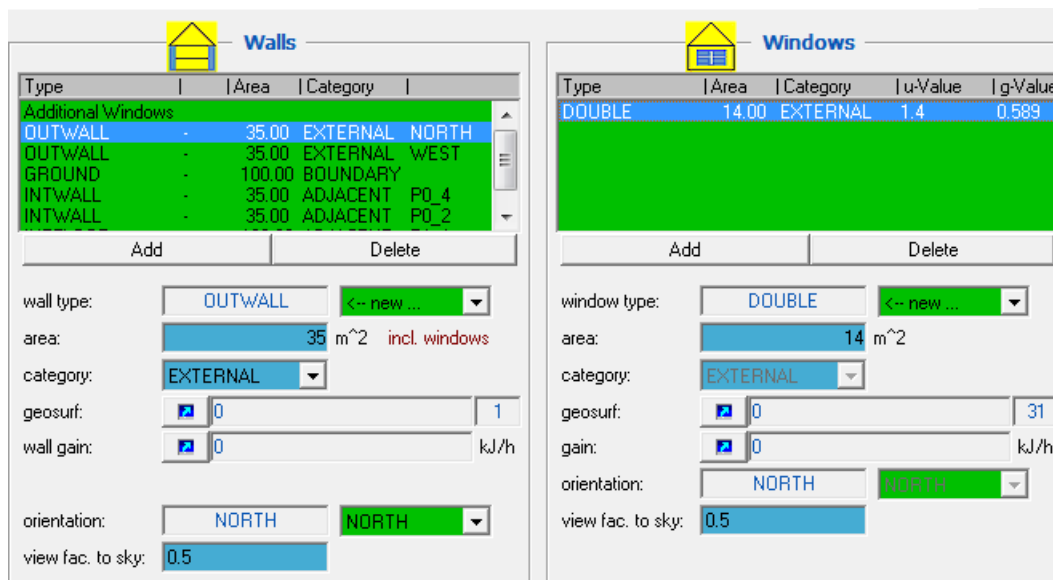 Walls
Type | | Area | Category |
Additional Windows
OUTWALL - 35.00 EXTERNAL NORTH
OUTWALL - 35.00 EXTERNAL WEST
GROUND - 100.00 BOUNDARY
INTWALL - 35.00 ADJACENT P0_4
INTWALL - 35.00 ADJACENT P0_2
Add Delete
wall type: OUTWALL <-- new ...
area: 35 m^2 incl. windows
category: EXTERNAL
geosurf: 0 1
wall gain: 0 kJ/h
orientation: NORTH NORTH
view fac. to sky: 0.5
Windows
Type | Area | Category | u-Value | g-Value
DOUBLE 14.00 EXTERNAL 1.4 0.589
Add Delete
window type: DOUBLE <-- new ...
area: 14 m^2
category: EXTERNAL
geosurf: 0 31
gain: 0 kJ/h
orientation: NORTH NORTH
view fac. to sky: 0.5